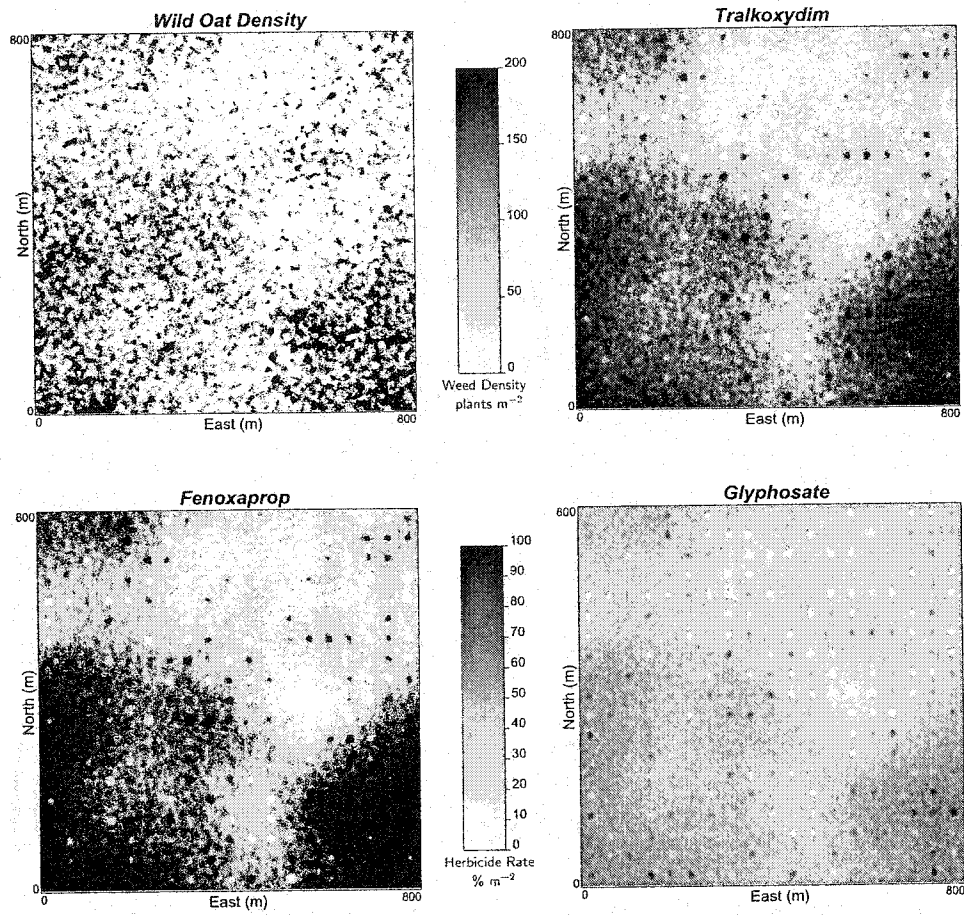 Wild Oat Density
800
North (m)
0
0
East (m)
800
200
150
100
50
0
Weed Density
plants m⁻²
Tralkoxydim
800
North (m)
0
0
East (m)
800
Fenoxaprop
800
North (m)
0
0
East (m)
800
100
90
80
70
60
50
40
30
20
10
0
Herbicide Rate
% m⁻²
Glyphosate
600
North (m)
0
0
East (m)
800